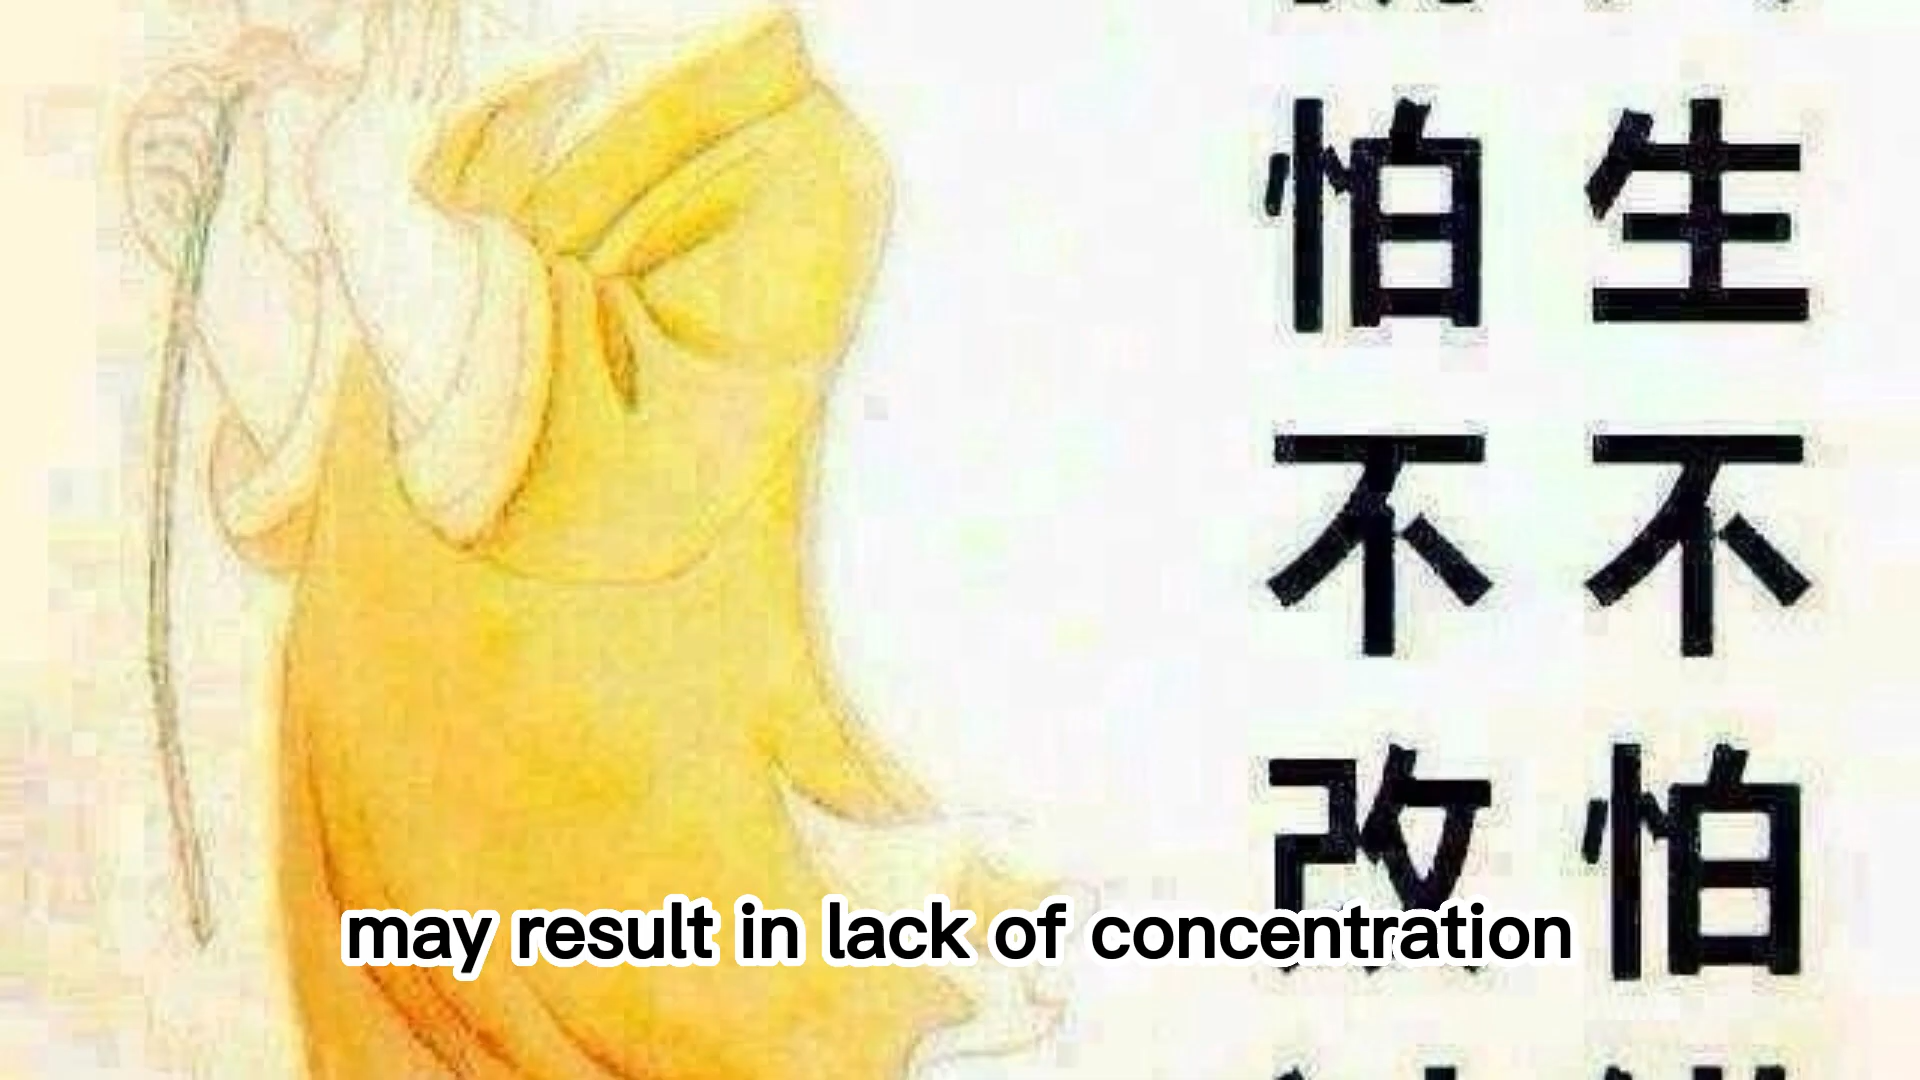 生不怕
怕不改
may result in lack of concentration